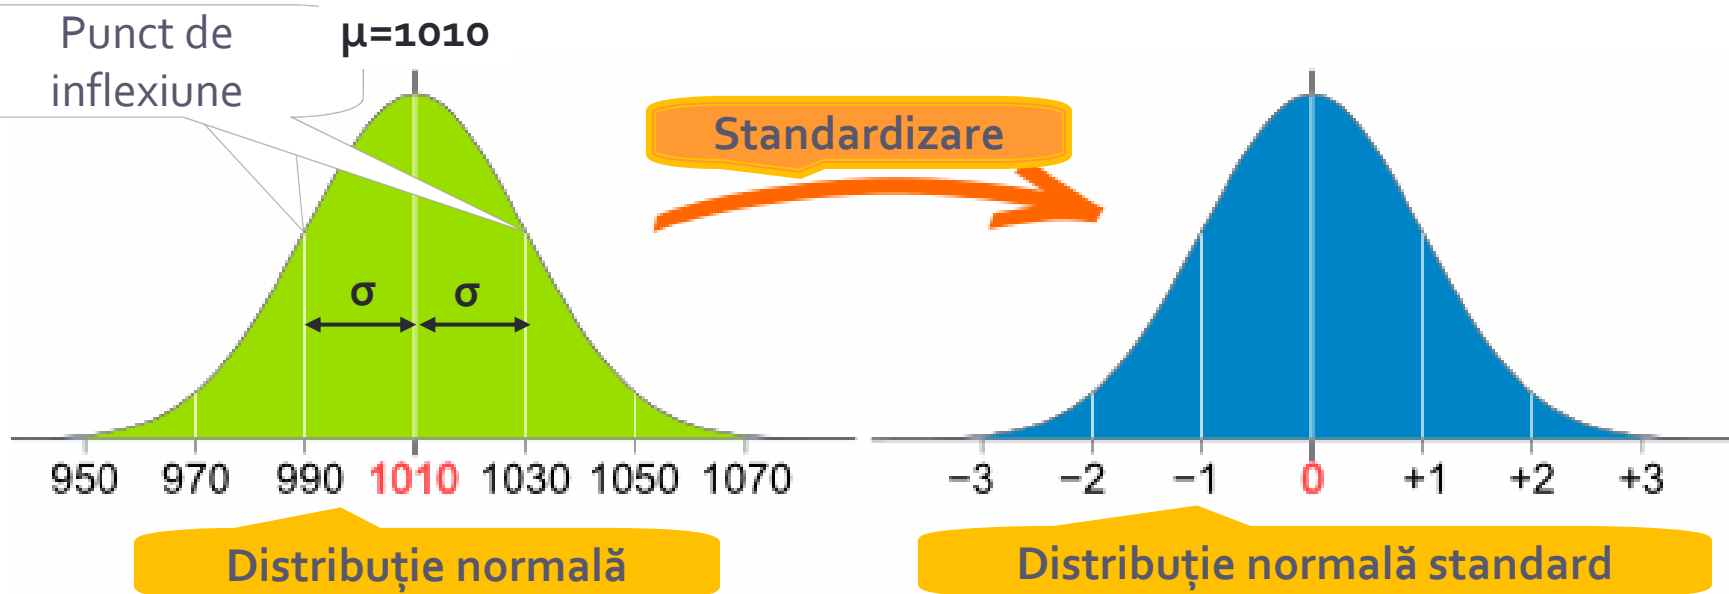 Punct de
inflexiune
μ=1010
Standardizare
σ σ
950 970 990 1010 1030 1050 1070
−3 −2 −1 0 +1 +2 +3
Distribuție normală
Distribuție normală standard